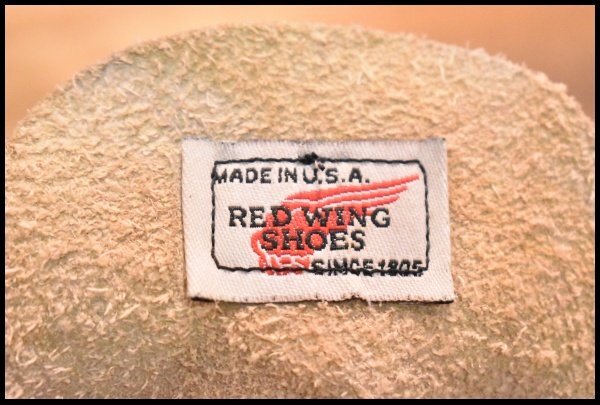 MADE IN U.S.A.
RED WING
SHOES
SINCE 1905